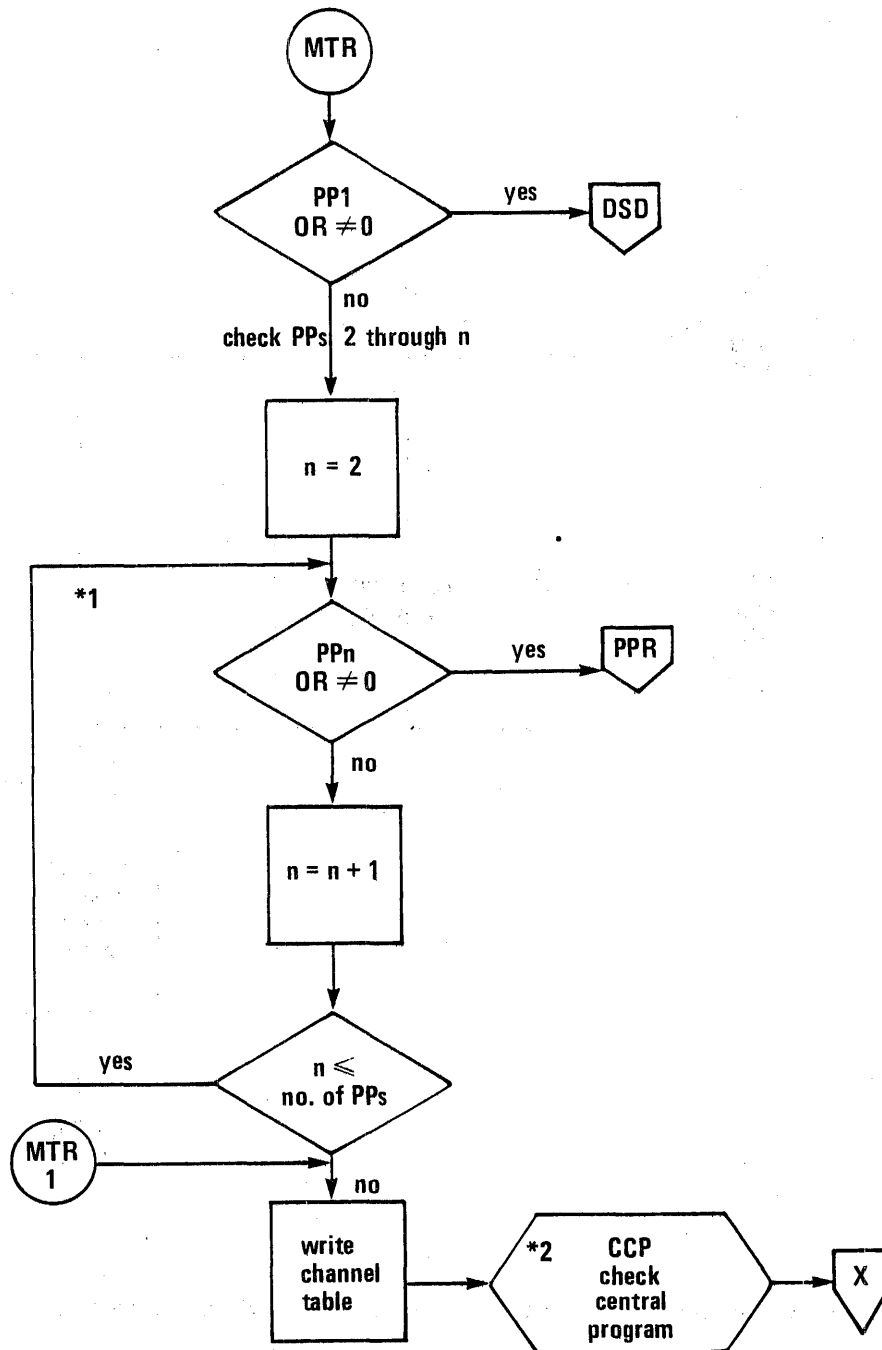 MTR
PP1
OR ≠0
yes
DSD
no
check PPs 2 through n
n = 2
*1
PPn
OR ≠0
yes
PPR
no
n = n + 1
yes
n ⩽
no. of PPs
MTR
1
no
write
channel
table
*2 CCP
check
central
program
X